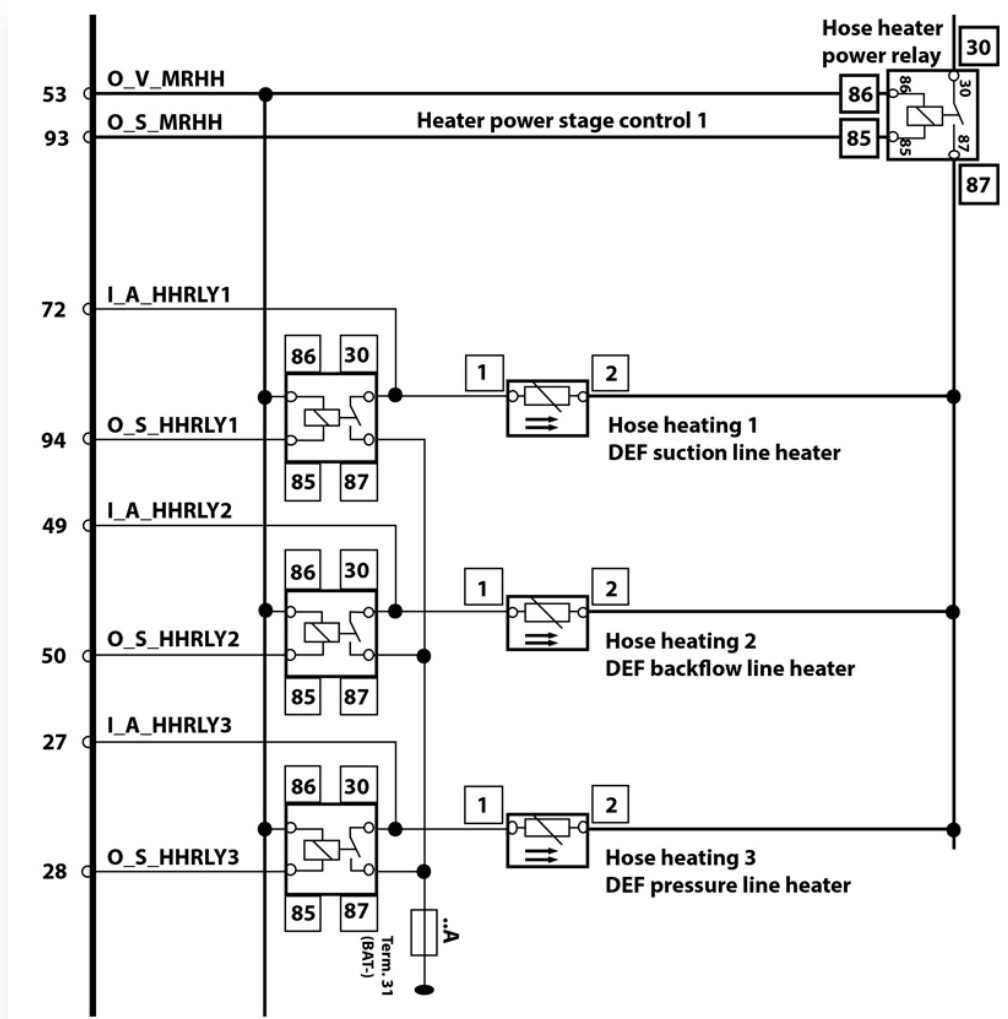 Hose heater
power relay
30
53
O_V_MRHH
86
86
30
93
O_S_MRHH
Heater power stage control 1
85
85
87
87
72
I_A_HHRLY1
86
30
1
2
94
O_S_HHRLY1
Hose heating 1
DEF suction line heater
85
87
49
I_A_HHRLY2
86
30
1
2
50
O_S_HHRLY2
Hose heating 2
DEF backflow line heater
85
87
27
I_A_HHRLY3
86
30
1
2
28
O_S_HHRLY3
Hose heating 3
DEF pressure line heater
85
87
Term. 31
(BAT-)
..A